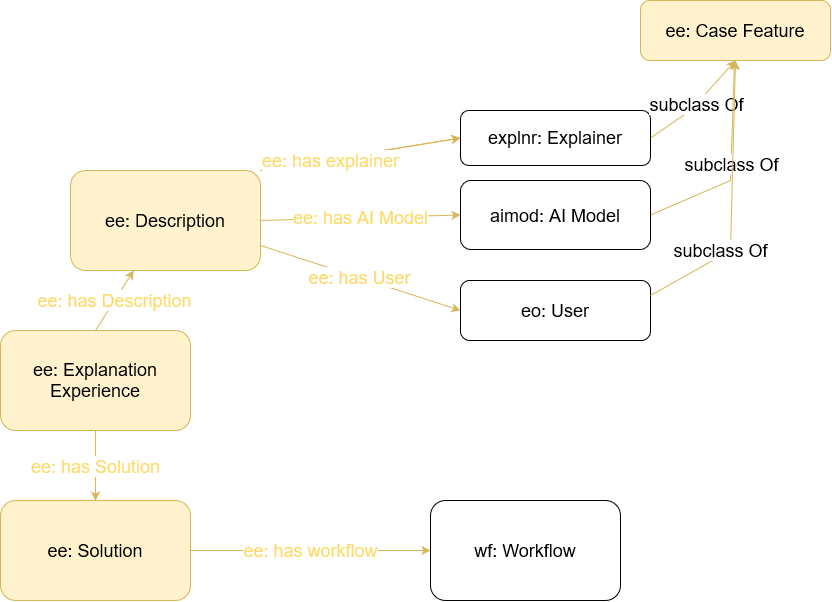 ee: Case Feature
subclass Of
explnr: Explainer
ee: has explainer
subclass Of
ee: Description
ee: has AI Model
aimod: AI Model
subclass Of
ee: has User
ee: has Description
eo: User
ee: Explanation
Experience
ee: has Solution
ee: Solution
ee: has workflow
wf: Workflow